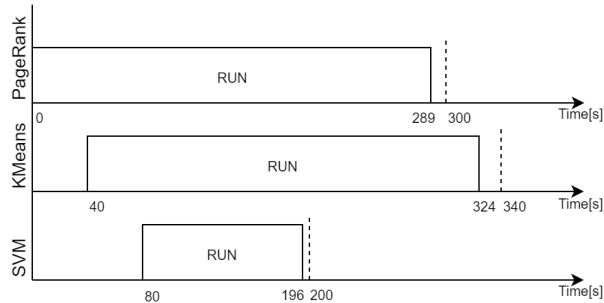 PageRank
RUN
0
289
300
Time[s]
KMeans
RUN
40
324
340
Time[s]
SVM
RUN
80
196
200
Time[s]